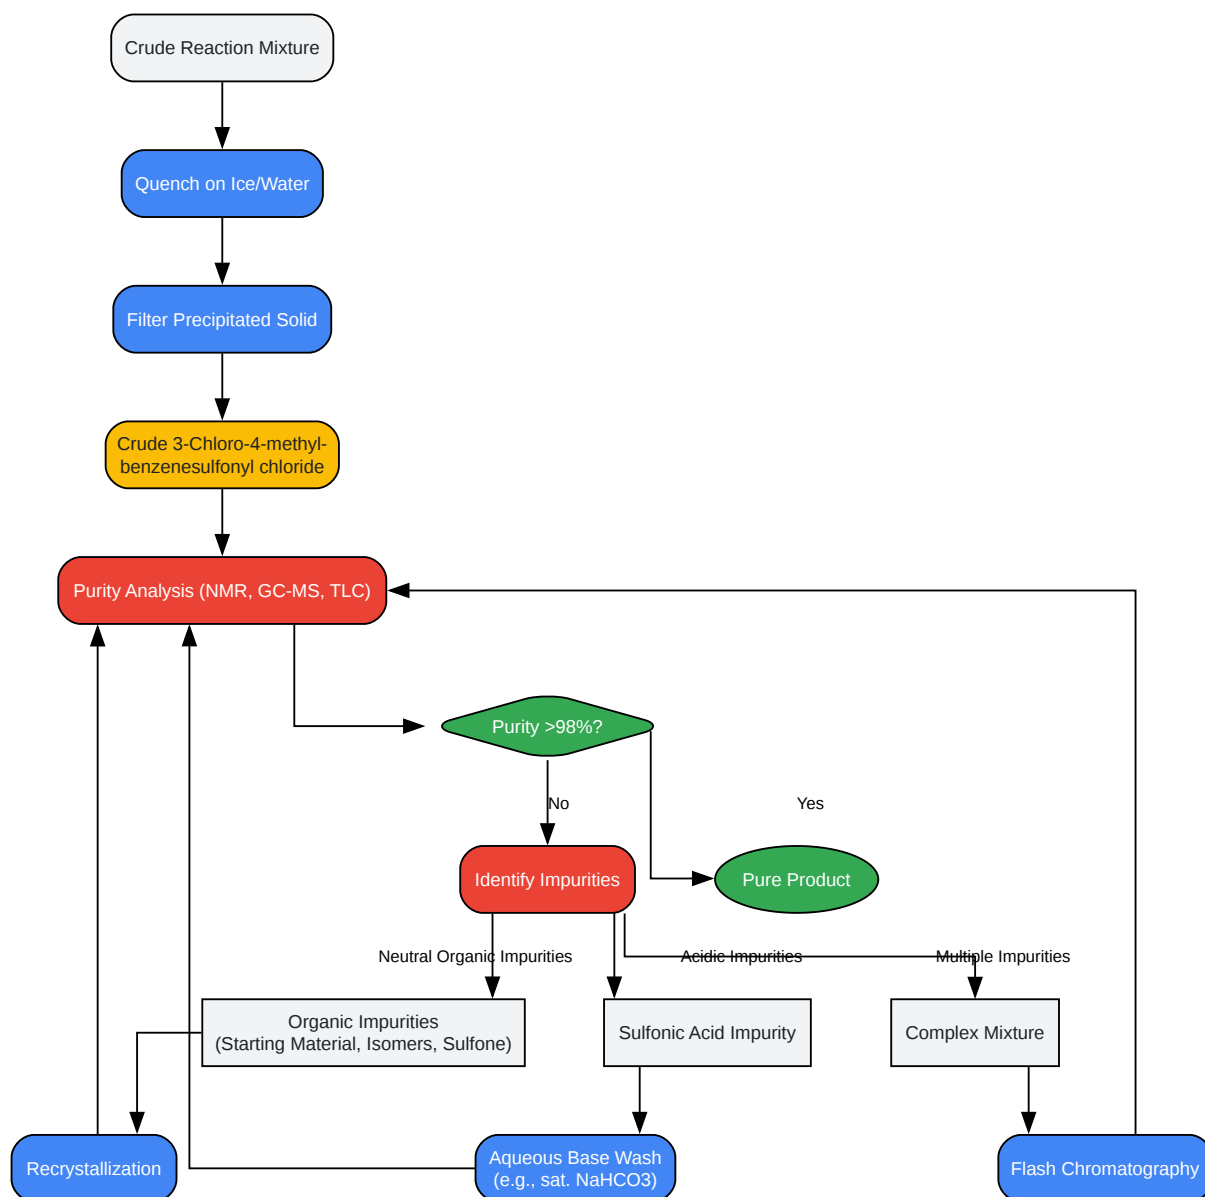 Crude Reaction Mixture
Quench on Ice/Water
Filter Precipitated Solid
Crude 3-Chloro-4-methyl-
benzenesulfonyl chloride
Purity Analysis (NMR, GC-MS, TLC)
Purity >98%?
No
Yes
Identify Impurities
Pure Product
Neutral Organic Impurities
Acidic Impurities
Multiple Impurities
Organic Impurities
(Starting Material, Isomers, Sulfone)
Sulfonic Acid Impurity
Complex Mixture
Recrystallization
Aqueous Base Wash
(e.g., sat. NaHCO3)
Flash Chromatography